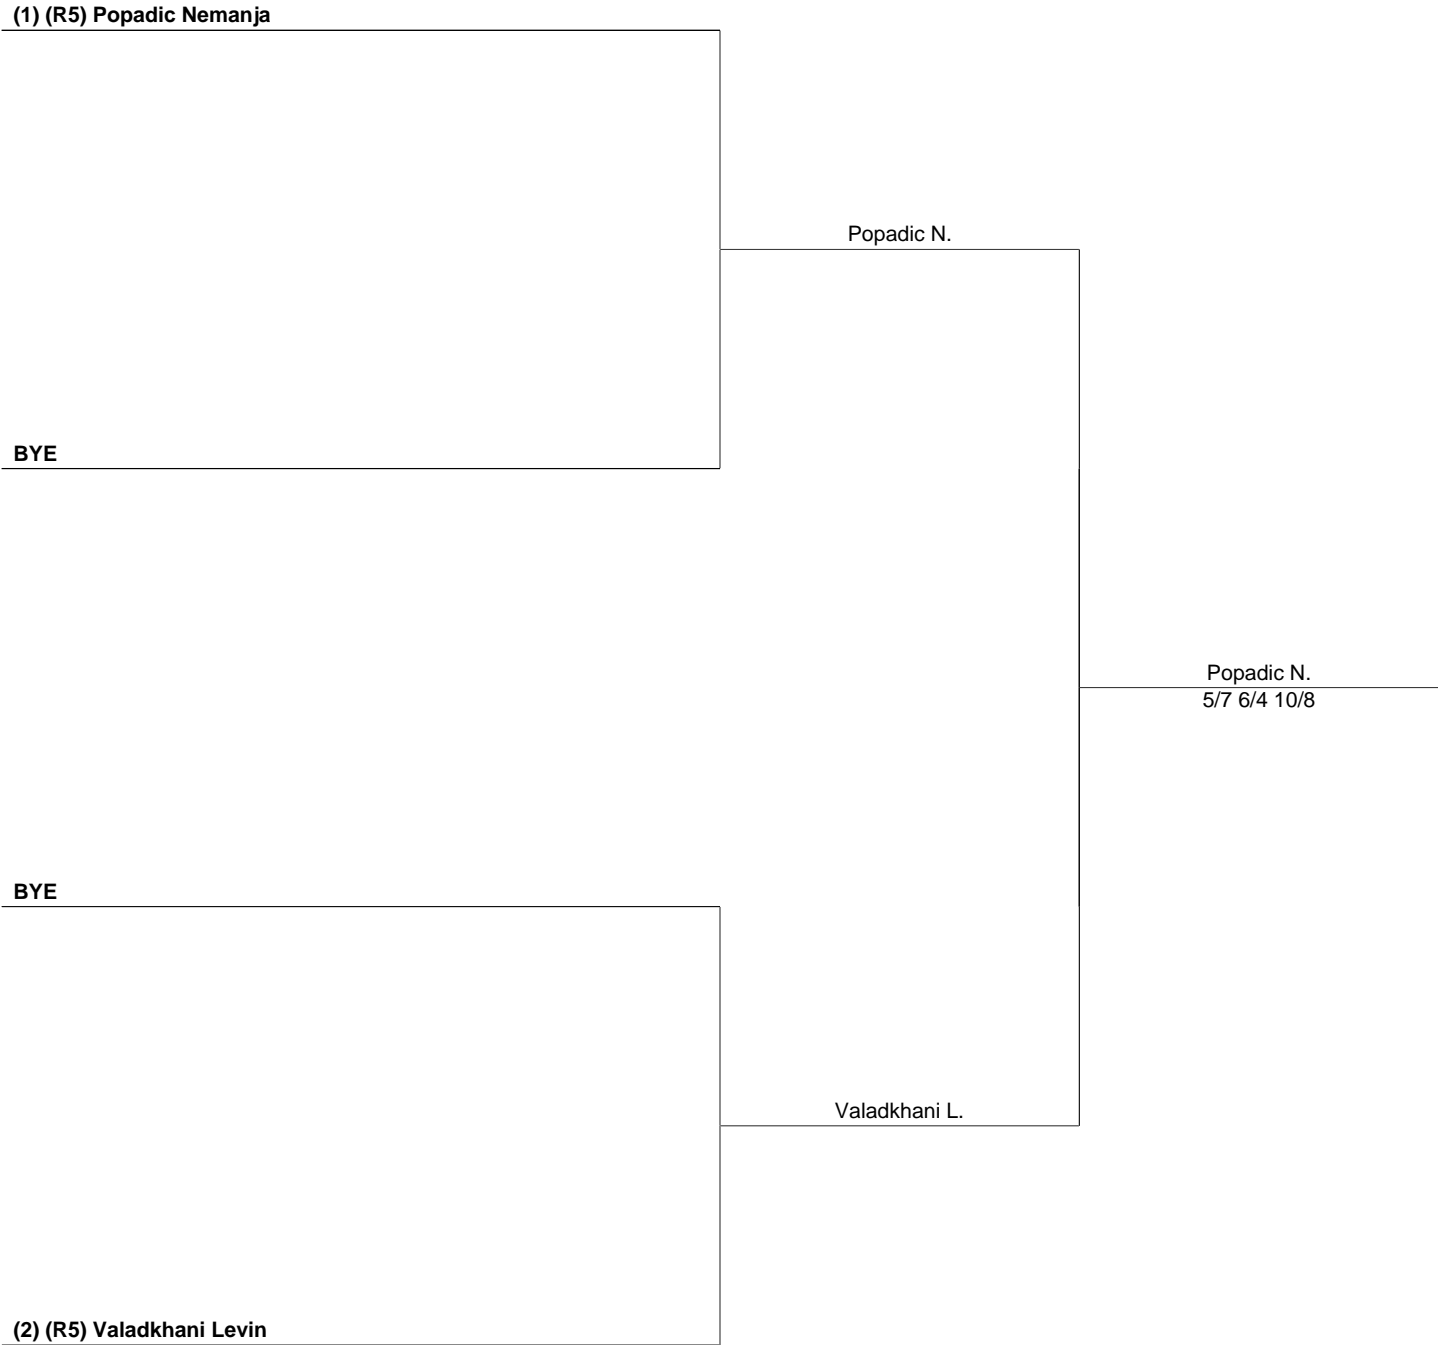 (1) (R5) Popadic Nemanja
Popadic N.
BYE
Popadic N.
5/7 6/4 10/8
BYE
Valadkhani L.
(2) (R5) Valadkhani Levin